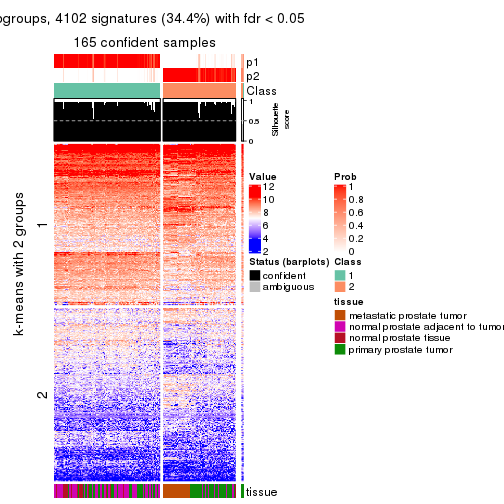 ogroups, 4102 signatures (34.4%) with fdr < 0.05
165 confident samples
p1
p2
Class
1
0.5
0
Silhouette
score
k-means with 2 groups
1
2
Value
12
10
8
6
4
2
Prob
1
0.8
0.6
0.4
0.2
0
Status (barplots)
confident
ambiguous
Class
1
2
tissue
metastatic prostate tumor
normal prostate adjacent to tumor
normal prostate tissue
primary prostate tumor
tissue